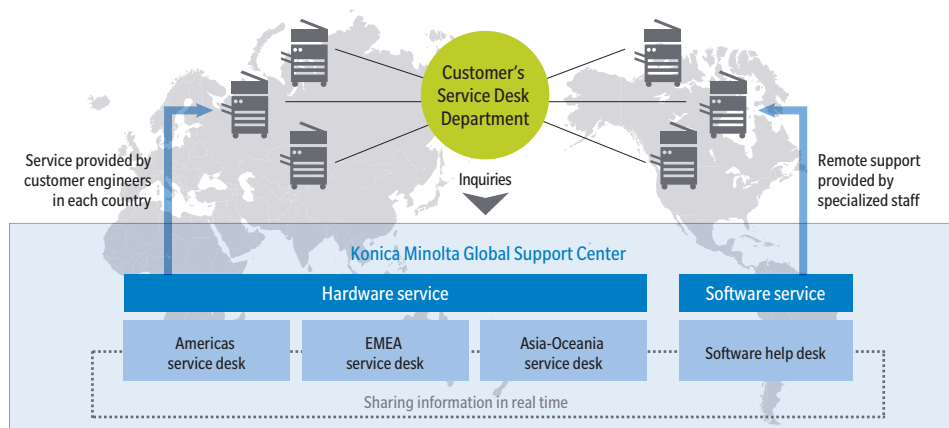 Customer's
Service Desk
Department
Service provided by
customer engineers
in each country
Inquiries
Remote support
provided by
specialized staff
Konica Minolta Global Support Center
Hardware service
Software service
Americas
service desk
EMEA
service desk
Asia-Oceania
service desk
Software help desk
Sharing information in real time